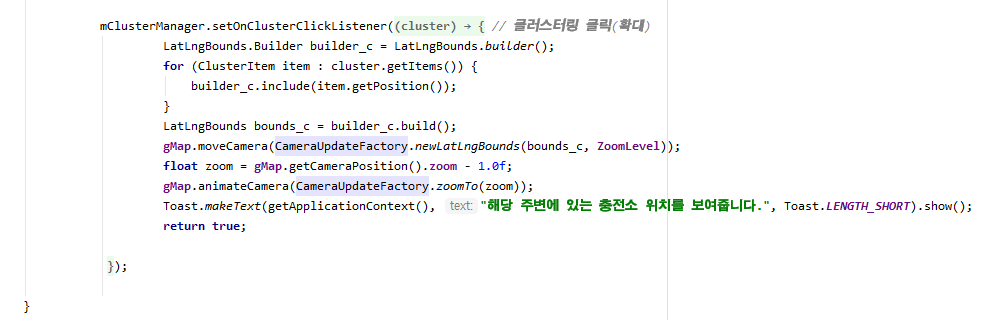 mClusterManager.setOnClusterClickListener((cluster) → { // 클러스터링 클릭(확대)
LatLngBounds.Builder builder_c = LatLngBounds.builder();
for (ClusterItem item : cluster.getItems()) {
builder_c.include(item.getPosition());
}
LatLngBounds bounds_c = builder_c.build();
gMap.moveCamera(CameraUpdateFactory.newLatLngBounds(bounds_c, ZoomLevel));
float zoom = gMap.getCameraPosition().zoom - 1.0f;
gMap.animateCamera(CameraUpdateFactory.zoomTo(zoom));
Toast.makeText(getApplicationContext(), text: "해당 주변에 있는 충전소 위치를 보여줍니다.", Toast.LENGTH_SHORT).show();
return true;
});
}